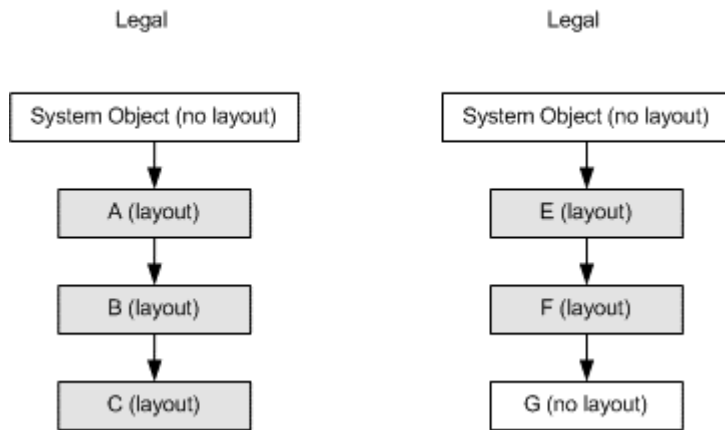 Legal
System Object (no layout)
A (layout)
B (layout)
C (layout)
Legal
System Object (no layout)
E (layout)
F (layout)
G (no layout)